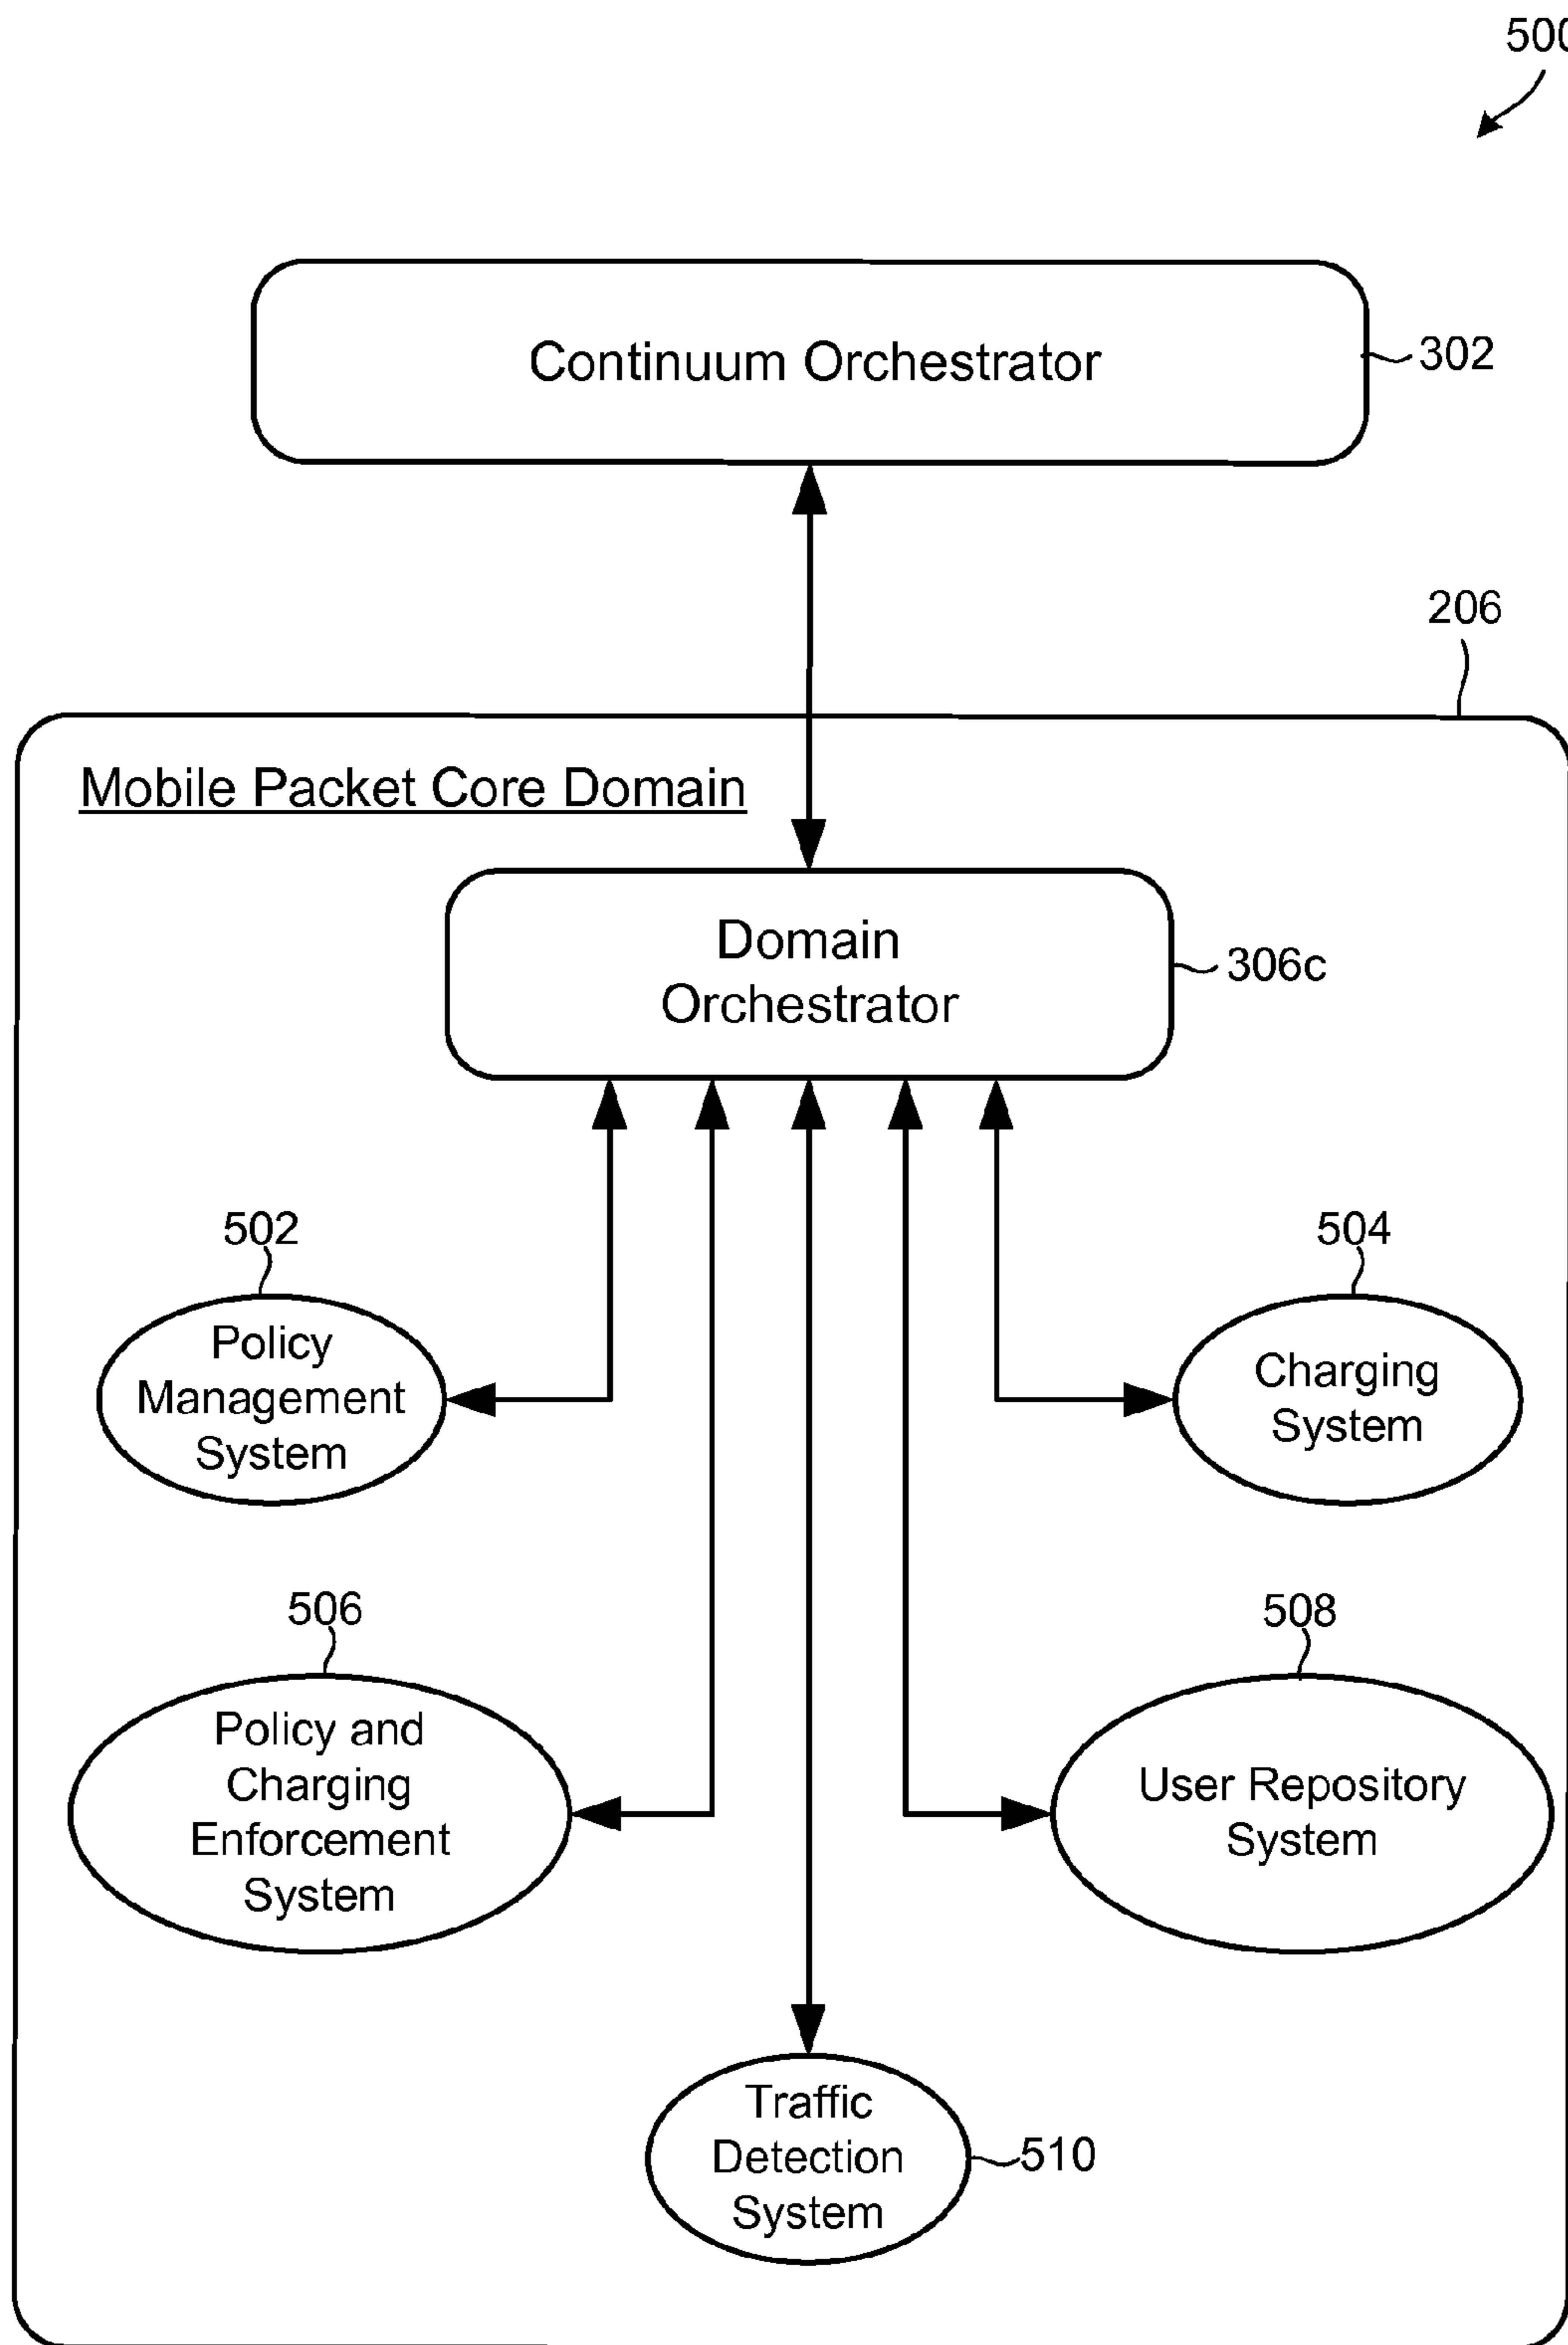 500
Continuum Orchestrator
302
206
Mobile Packet Core Domain
Domain
Orchestrator
306c
502
504
Policy
Management
System
Charging
System
506
508
Policy and
Charging
Enforcement
System
User Repository
System
Traffic
Detection
System
510